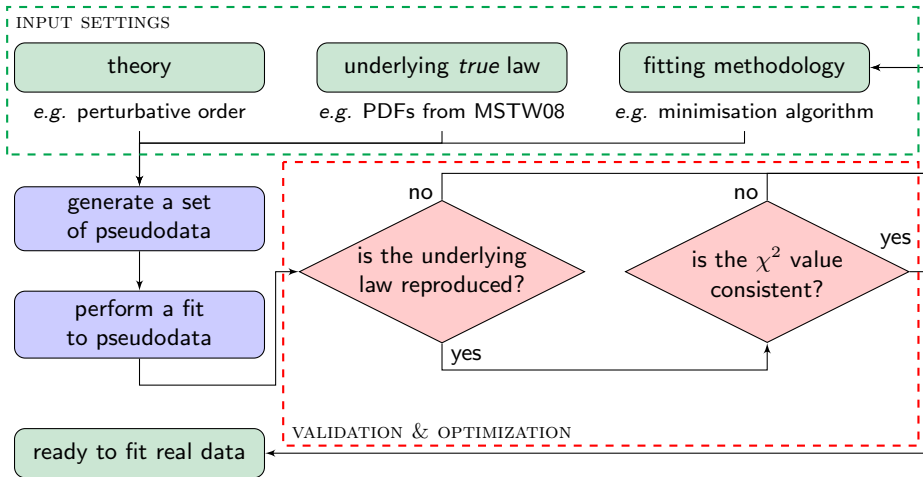 INPUT SETTINGS
theory
underlying true law
fitting methodology
e.g. perturbative order
e.g. PDFs from MSTW08
e.g. minimisation algorithm
generate a set
of pseudodata
perform a fit
to pseudodata
no
is the underlying
law reproduced?
yes
no
is the χ² value
consistent?
yes
VALIDATION & OPTIMIZATION
ready to fit real data